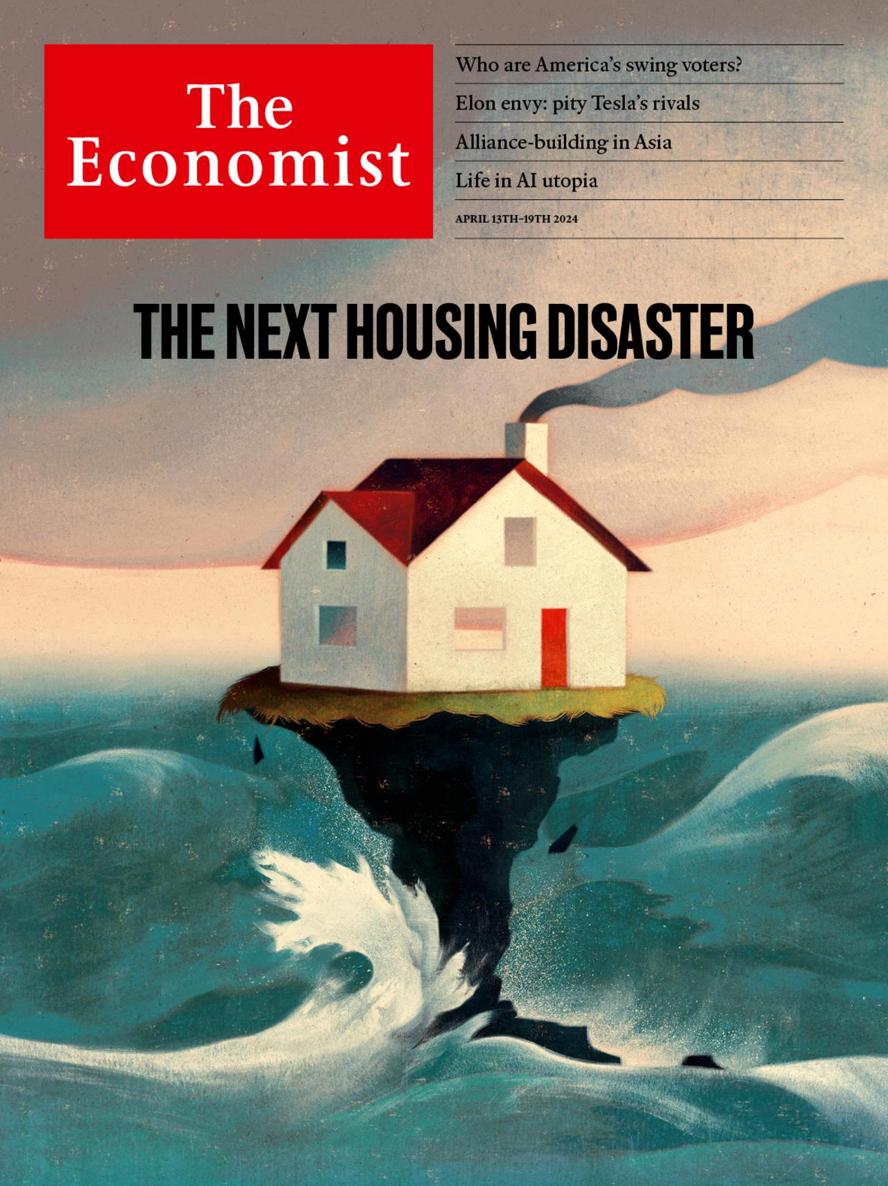 The
Economist
Who are America's swing voters?
Elon envy: pity Tesla's rivals
Alliance-building in Asia
Life in AI utopia
APRIL 13TH–19TH 2024
THE NEXT HOUSING DISASTER